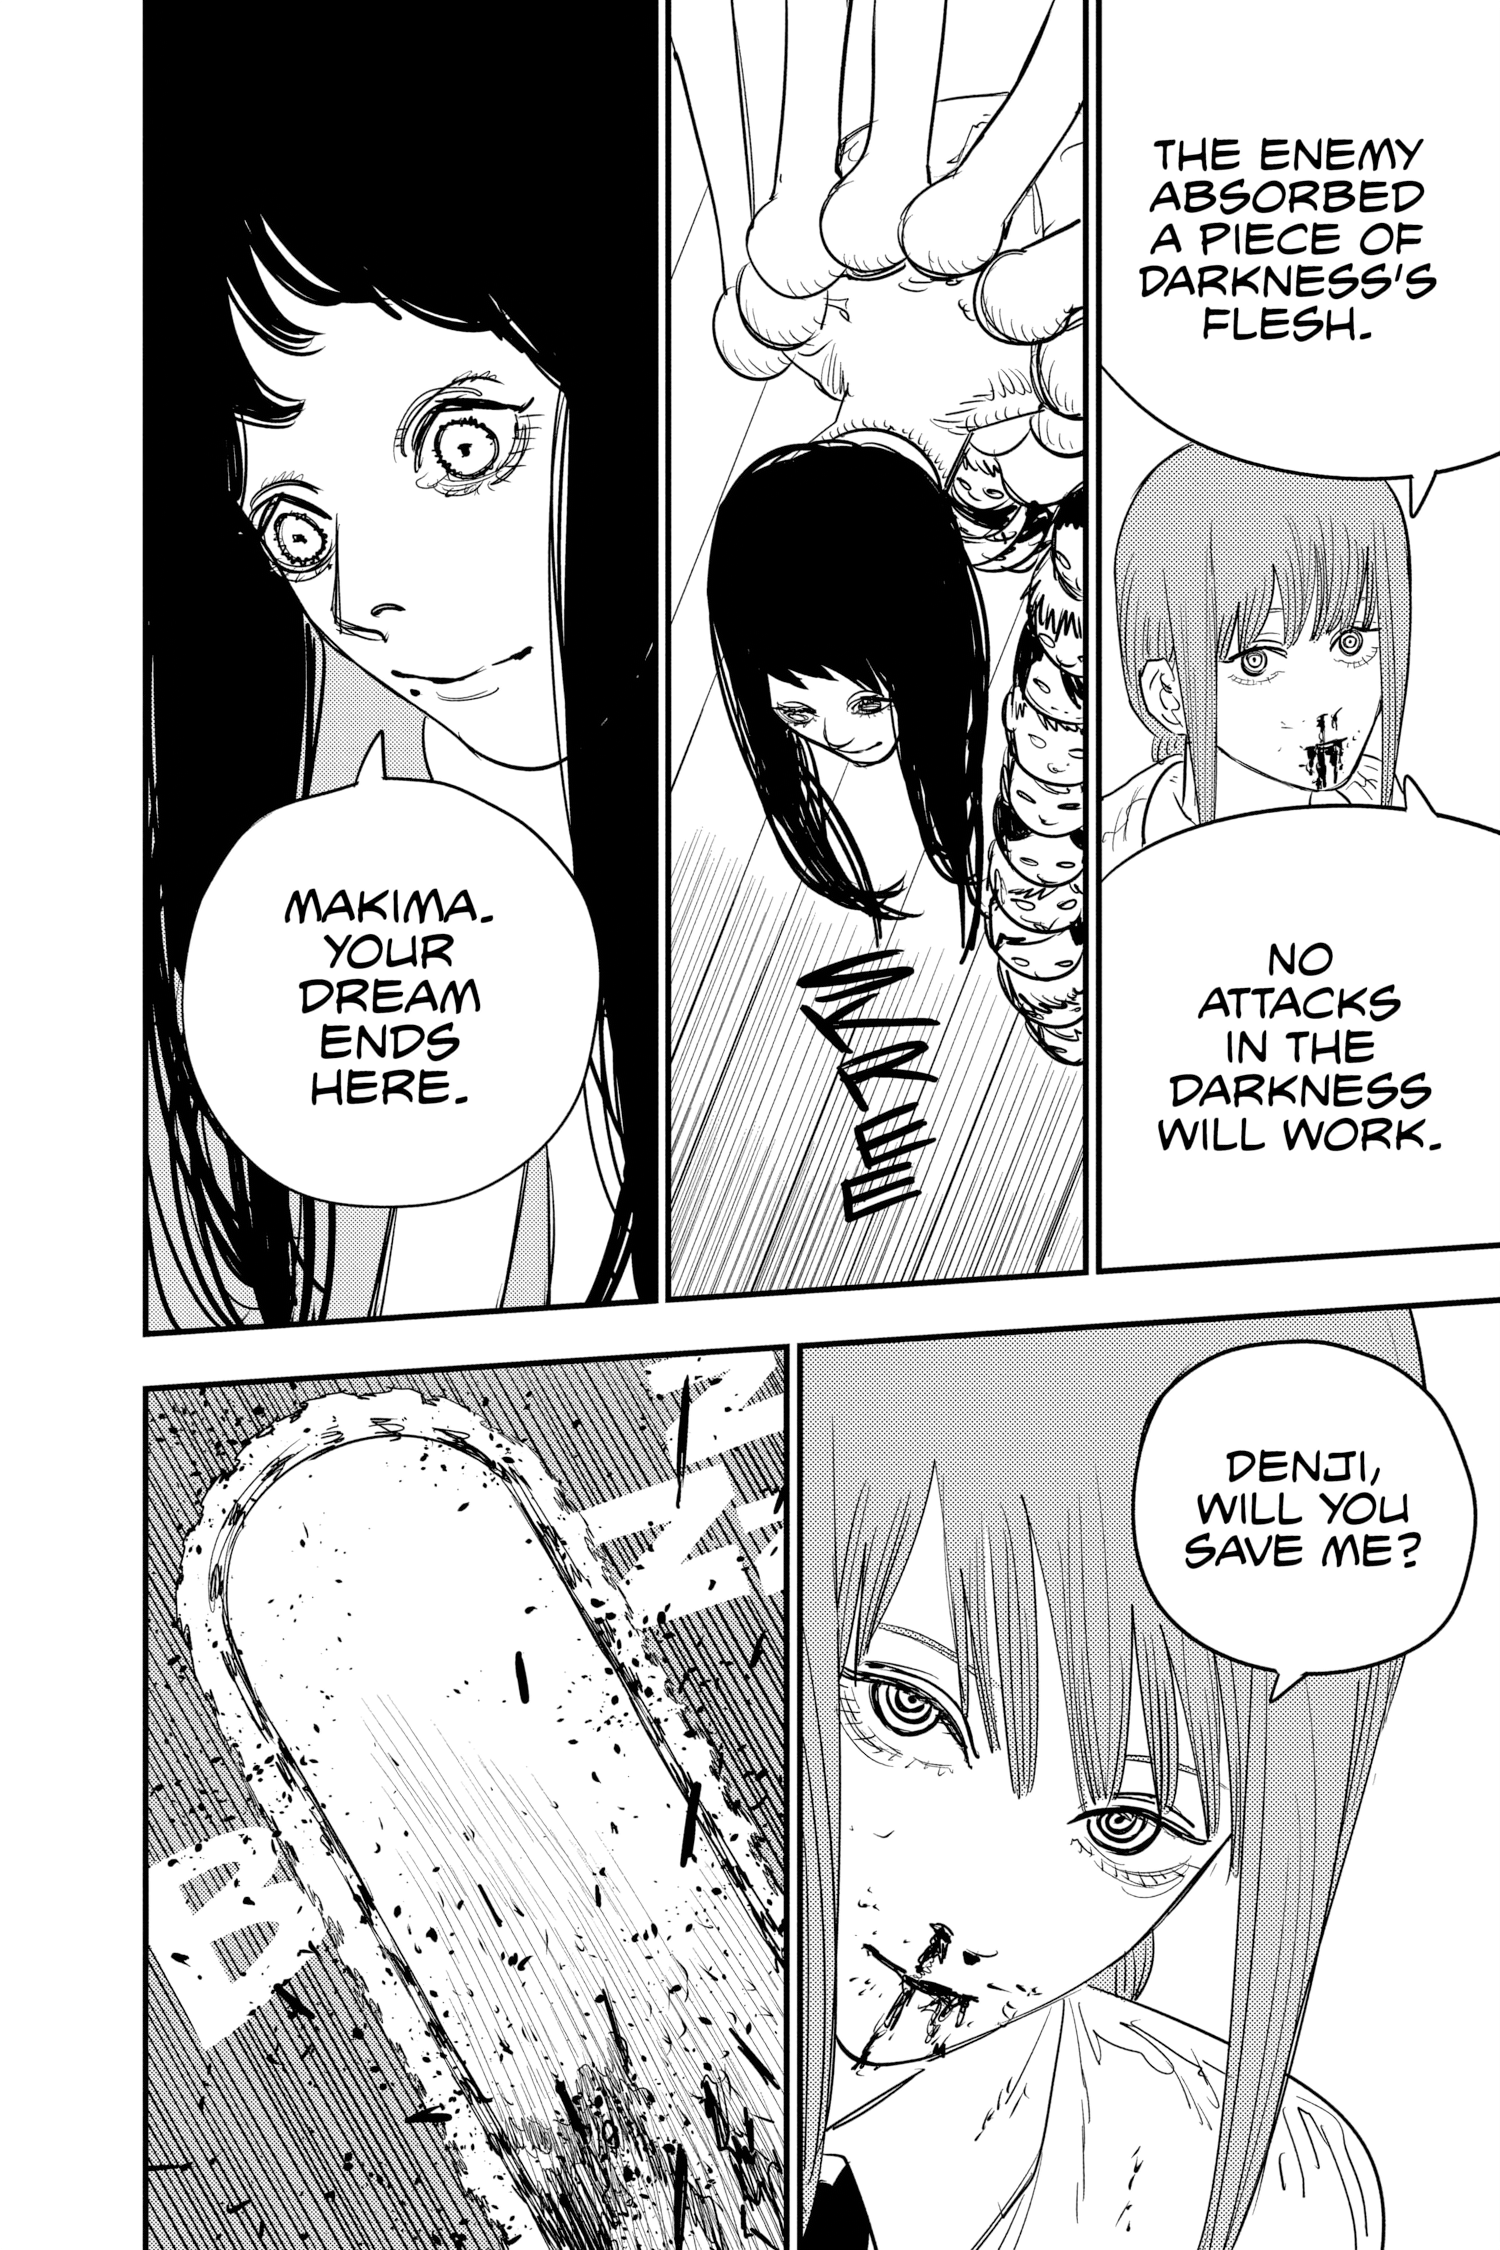 THE ENEMY
ABSORBED
A PIECE OF
DARKNESS'S
FLESH.
NO
ATTACKS
IN THE
DARKNESS
WILL WORK.
SKREEE
MAKIMA.
YOUR
DREAM
ENDS
HERE.
DENJI,
WILL YOU
SAVE ME?